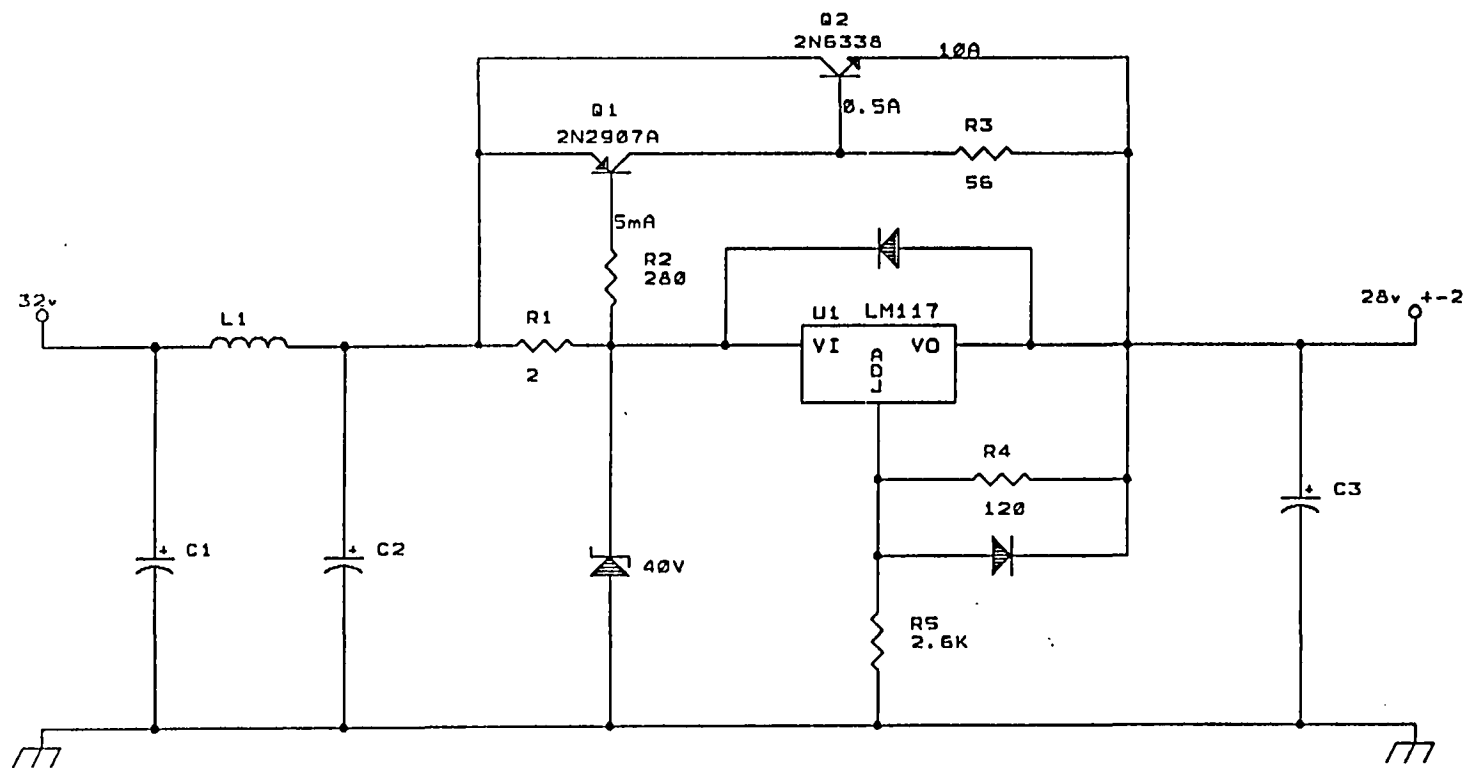 Q2
2N6338
10A
0.5A
Q1
2N2907A
R3
56
5mA
R2
280
32v
L1
R1
2
U1 LM117
VI
ADJ
VO
28v +-2
R4
120
C1
C2
40V
C3
R5
2.6K